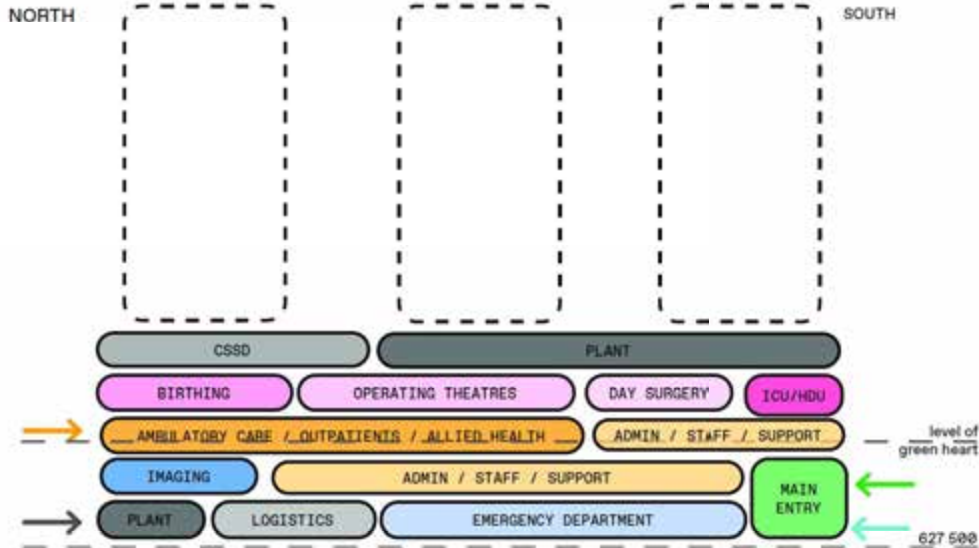 NORTH
SOUTH
CSSD
PLANT
BIRTHING
OPERATING THEATRES
DAY SURGERY
ICU/HDU
AMBULATORY CARE / OUTPATIENTS / ALLIED HEALTH
ADMIN / STAFF / SUPPORT
level of
green heart
IMAGING
ADMIN / STAFF / SUPPORT
MAIN
ENTRY
PLANT
LOGISTICS
EMERGENCY DEPARTMENT
627